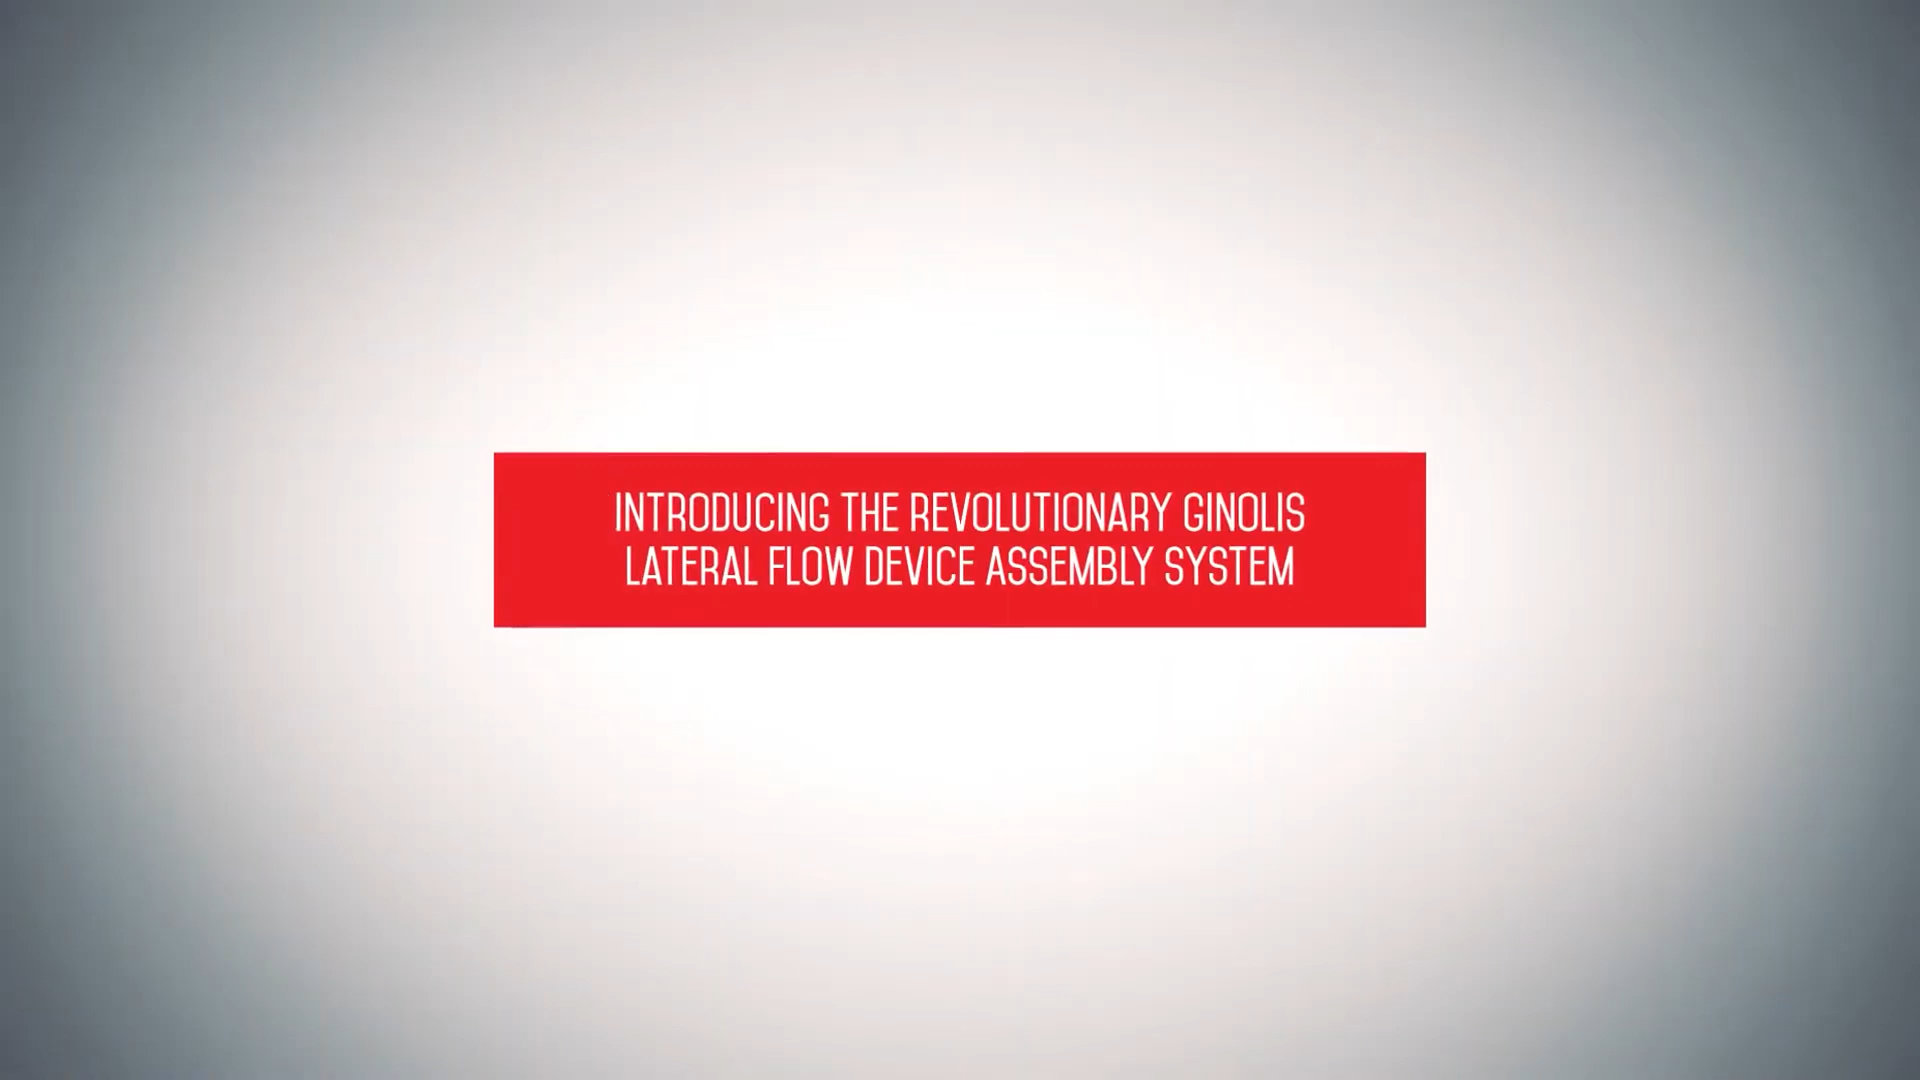 INTRODUCING THE REVOLUTIONARY GINOLIS
LATERAL FLOW DEVICE ASSEMBLY SYSTEM